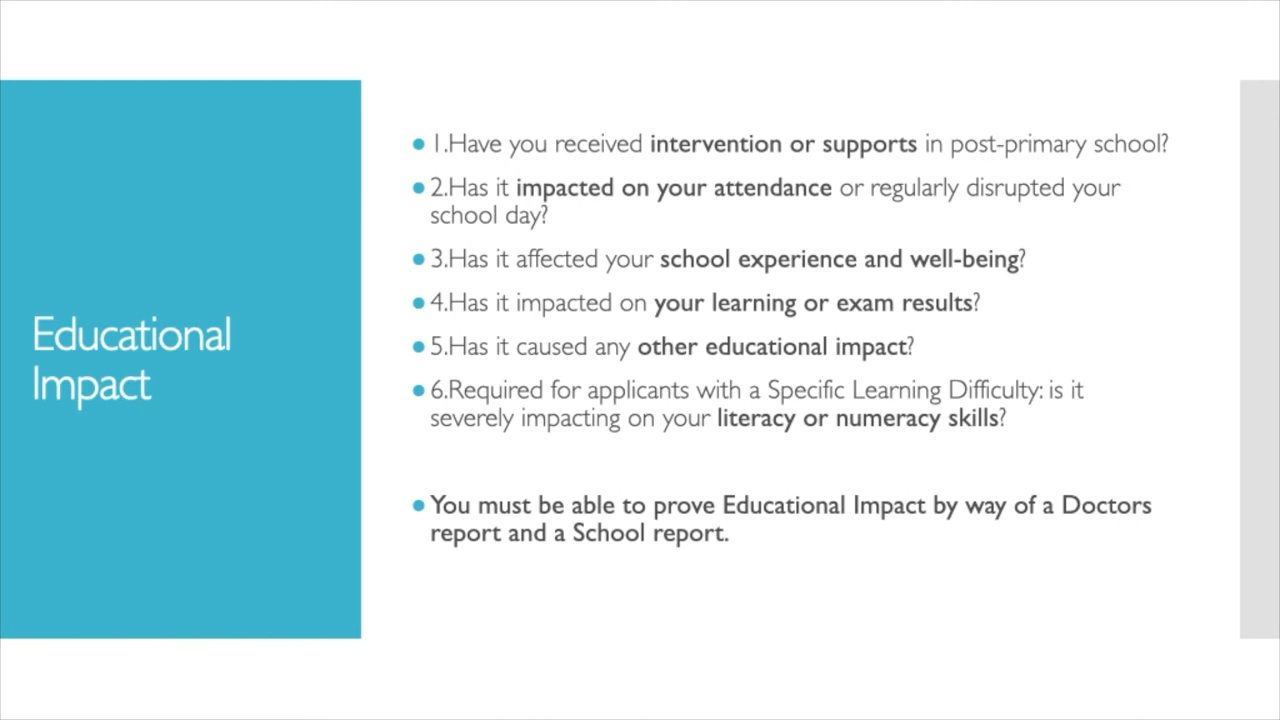 Educational
Impact
1.Have you received intervention or supports in post-primary school?
2.Has it impacted on your attendance or regularly disrupted your
school day?
3.Has it affected your school experience and well-being?
4.Has it impacted on your learning or exam results?
5.Has it caused any other educational impact?
6.Required for applicants with a Specific Learning Difficulty: is it
severely impacting on your literacy or numeracy skills?
You must be able to prove Educational Impact by way of a Doctors
report and a School report.